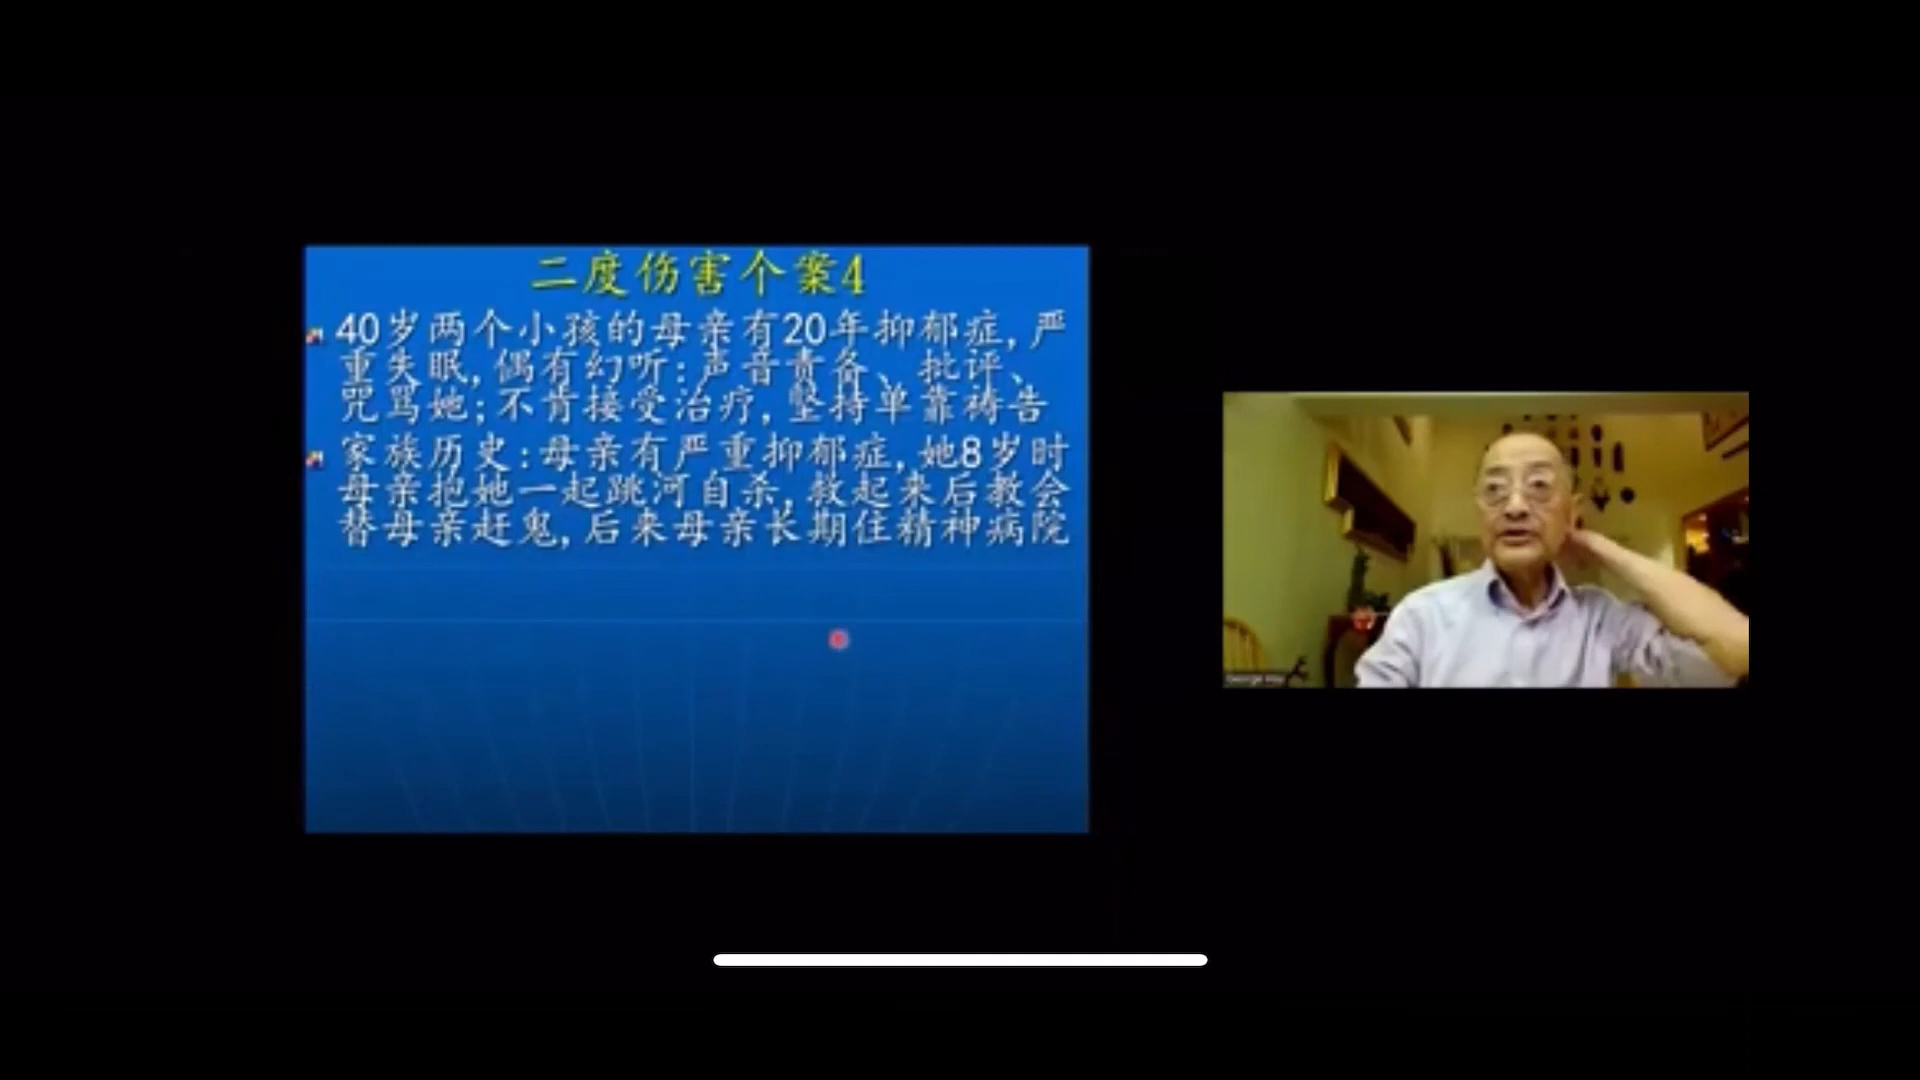 二度伤害个案4
40岁两个小孩的母亲有20年抑郁症,严
重失眠,偶有幻听:声音责备、批评、
咒骂她;不肯接受治疗,坚持单靠祷告
家族历史:母亲有严重抑郁症,她8岁时
母亲抱她一起跳河自杀,救起来后教会
替母亲赶鬼,后来母亲长期住精神病院
George